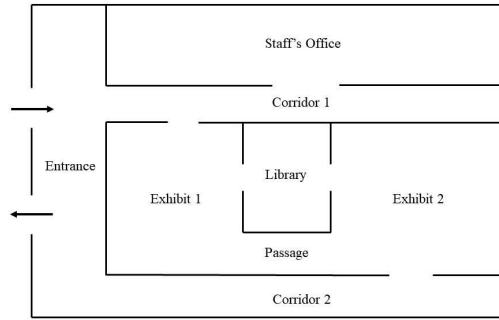 Staff's Office
Corridor 1
Entrance
Library
Exhibit 1
Exhibit 2
Passage
Corridor 2